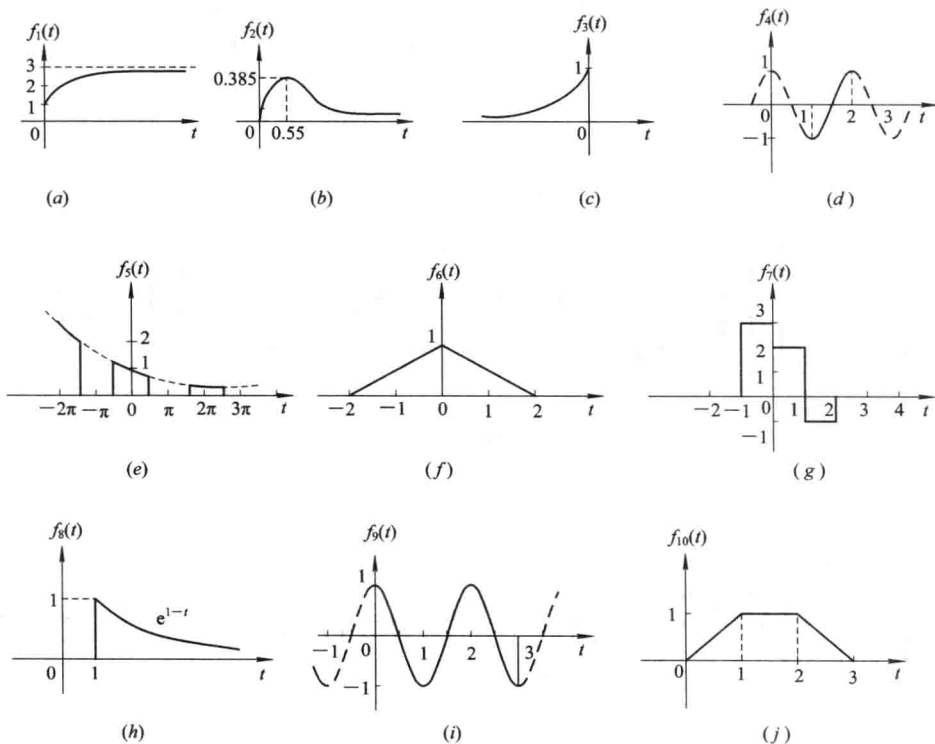 f₁(t) f₂(t) f₃(t) f₄(t)
3 2 1 0 t
0.385 0 0.55 t
1 0 t
1 0 1 2 3 t −1
(a) (b) (c) (d)
f₅(t) f₆(t) f₇(t)
2 1 −2π −π 0 π 2π 3π t
1 −2 −1 0 1 2 t
3 2 1 −2 −1 0 1 2 3 4 t −1
(e) (f) (g)
f₈(t) f₉(t) f₁₀(t)
1 e¹⁻ᵗ 0 1 t
1 −1 0 1 2 3 t −1
1 0 1 2 3 t
(h) (i) (j)